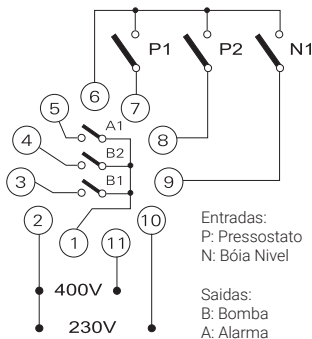 P1 P2 N1
6
7
5 A1
8
4 B2
3 B1
9
2 1 11 10
400V
230V
Entradas:
P: Pressostato
N: Bóia Nivel
Saidas:
B: Bomba
A: Alarma